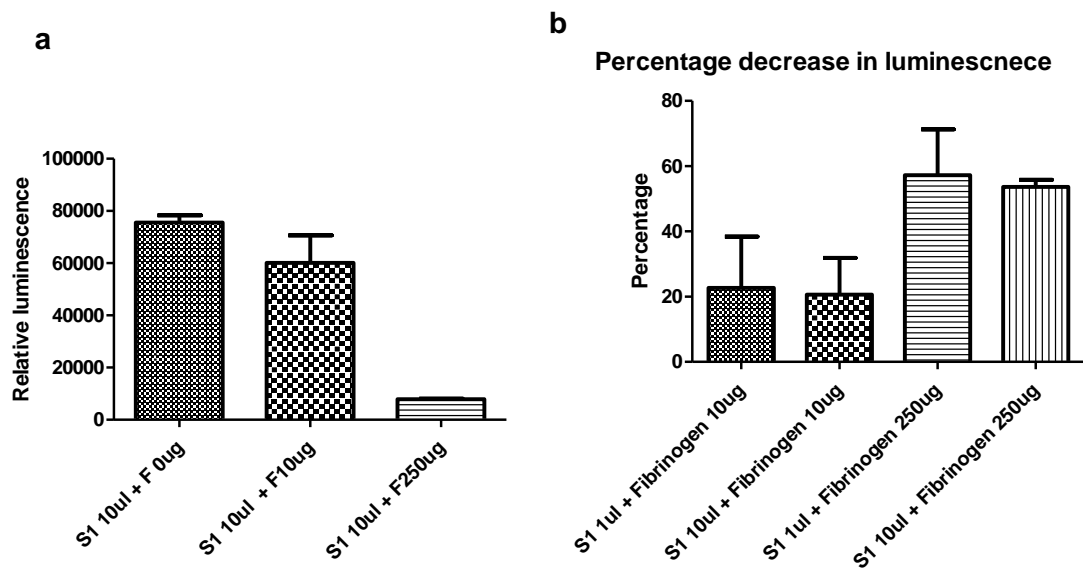 a
Relative luminescence
100000
80000
60000
40000
20000
0
S1 10ul + F 0ug
S1 10ul + F10ug
S1 10ul + F250ug
b
Percentage decrease in luminescnece
Percentage
80
60
40
20
0
S1 1ul + Fibrinogen 10ug
S1 10ul + Fibrinogen 10ug
S1 1ul + Fibrinogen 250ug
S1 10ul + Fibrinogen 250ug